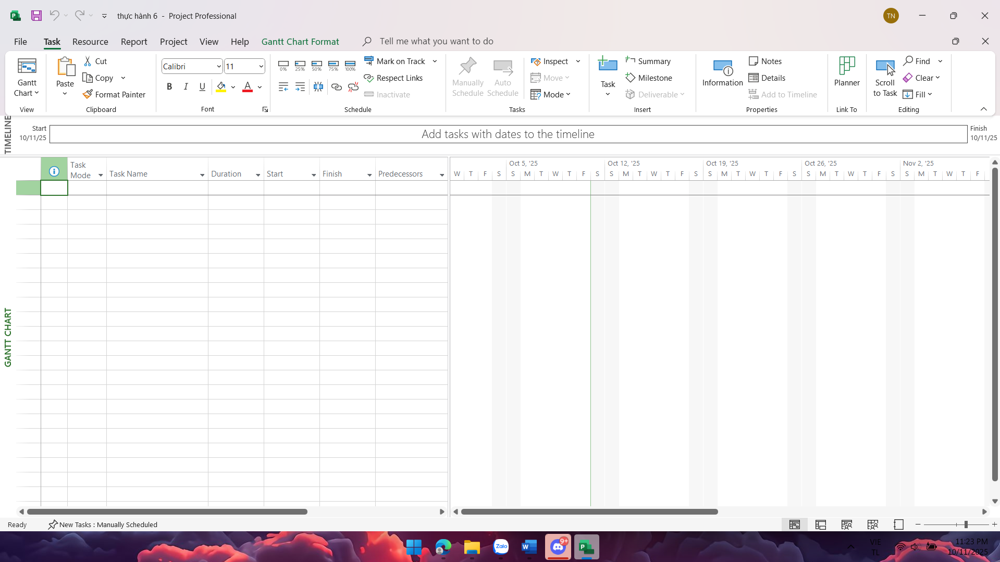 thực hành 6 - Project Professional
TN
File Task Resource Report Project View Help Gantt Chart Format Tell me what you want to do
Gantt
Chart
View
Paste
Cut
Copy
Format Painter
Clipboard
Calibri 11
B I U A
Font
0% 25% 50% 75% 100%
Mark on Track
Respect Links
Inactivate
Schedule
Manually
Schedule
Auto
Schedule
Inspect
Move
Mode
Tasks
Task
Summary
Milestone
Deliverable
Insert
Information
Notes
Details
Add to Timeline
Properties
Planner
Link To
Scroll
to Task
Find
Clear
Fill
Editing
TIMELINE
Start
10/11/25
Add tasks with dates to the timeline
Finish
10/11/25
GANTT CHART
Task
Mode
Task Name
Duration
Start
Finish
Predecessors
Oct 5, '25 Oct 12, '25 Oct 19, '25 Oct 26, '25 Nov 2, '25
W T F S S M T W T F S S M T W T F S S M T W T F S S M T W T F S S M T W T F
Ready New Tasks : Manually Scheduled
Zalo
W
9+
P
VIE
TL
11:23 PM
10/11/2025